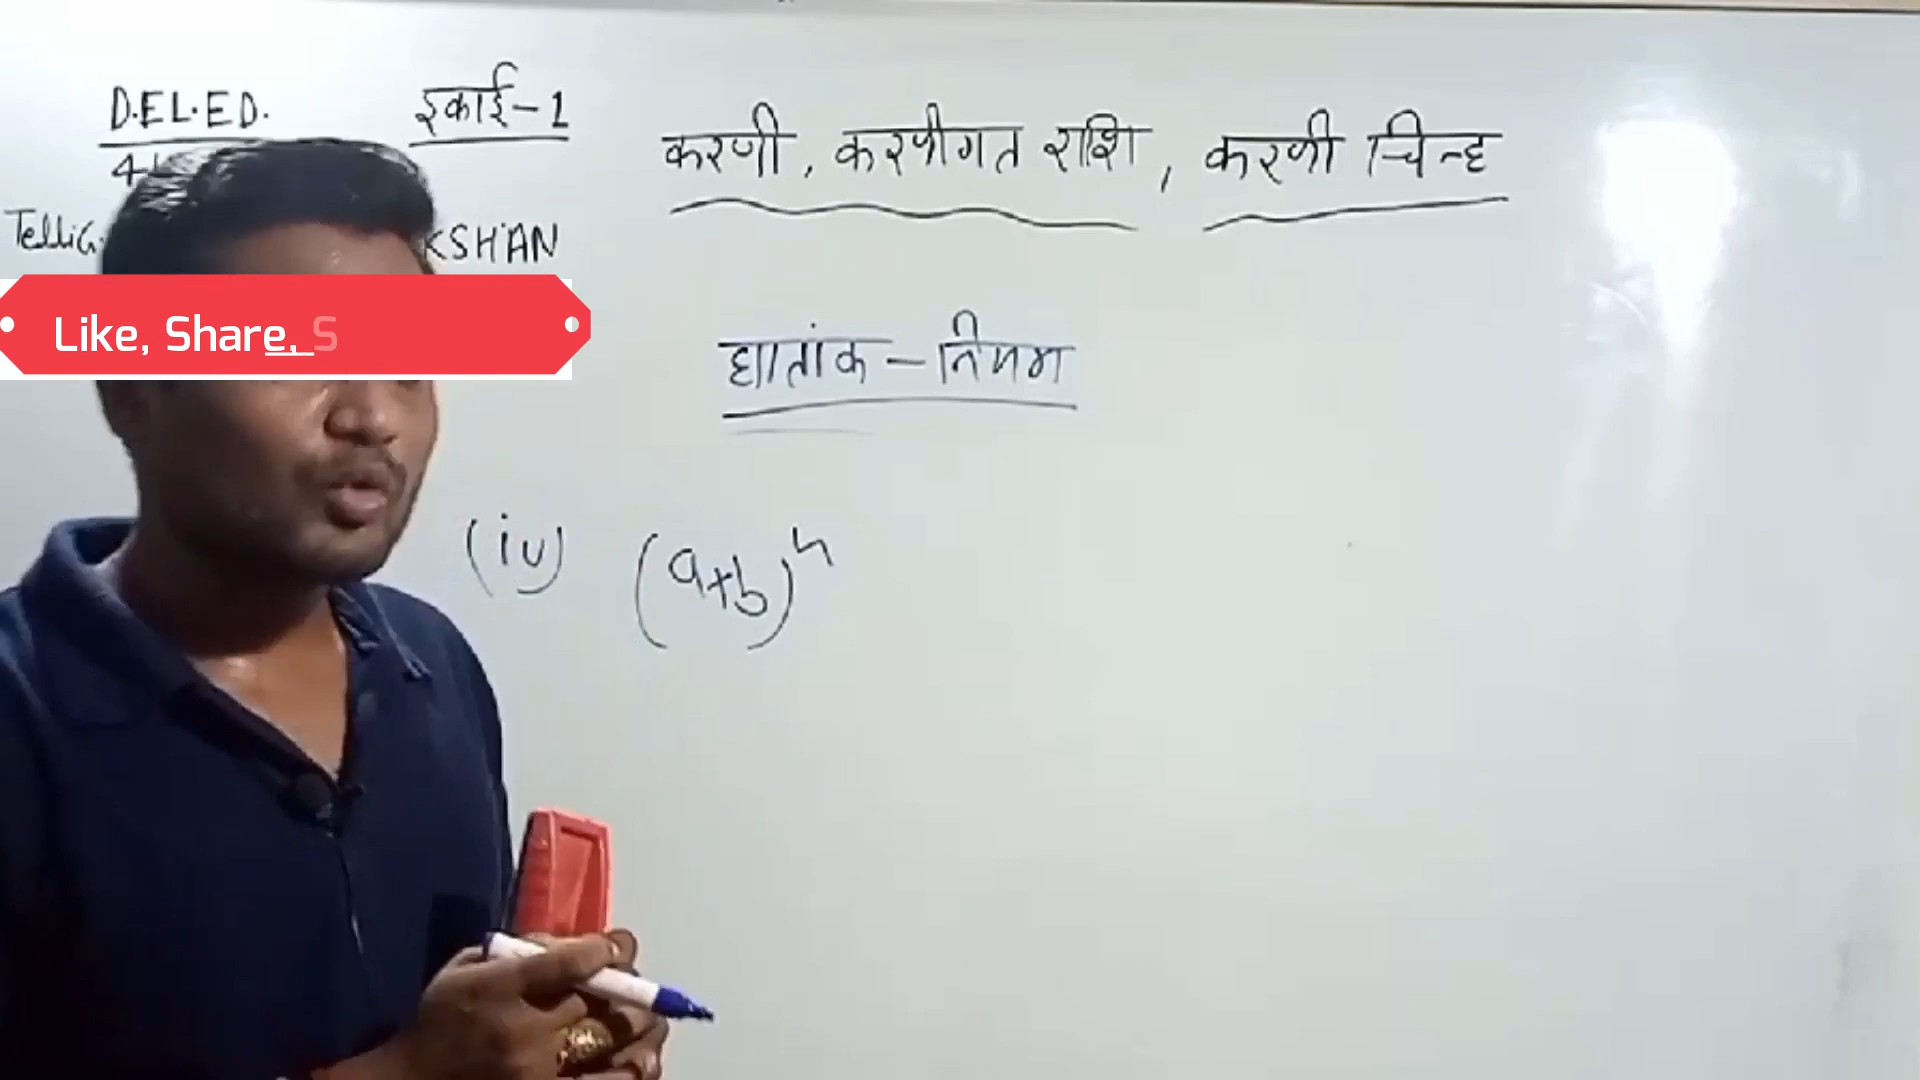 D.EL.ED. इकाई-1
करणी, करणीगत राशि, करणी चिन्ह
KSHAN
Like, Share, S
घातांक-नियम
(iv) (a×b)ⁿ